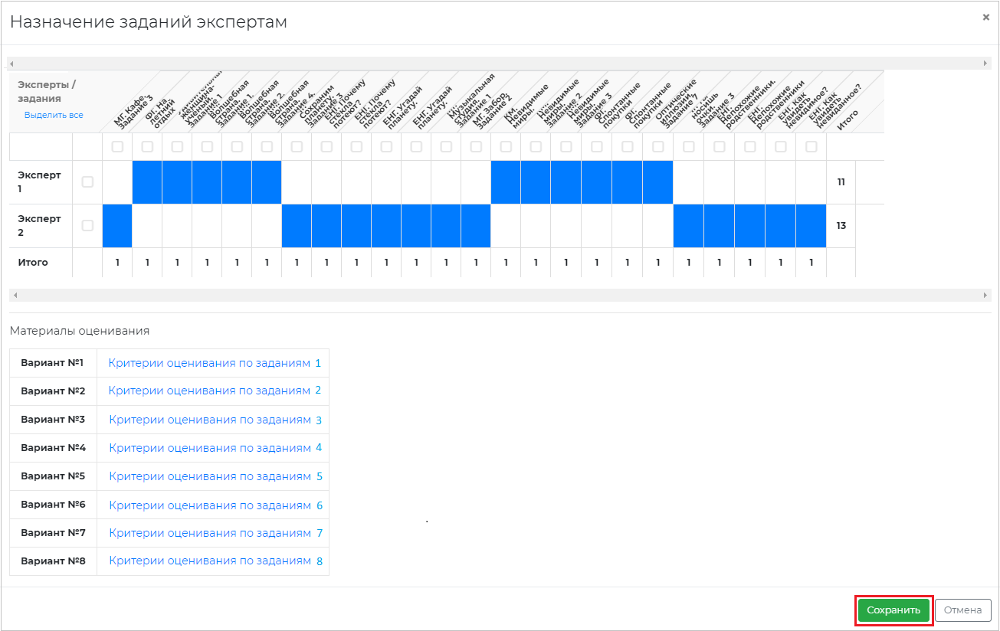 Назначение заданий экспертам
×
Эксперты /
задания
Выделить все
МГ. Кафе.
Задание 3
ФГ. На
летний
отдых
женщина-
ученый.
Задание 1
Волшебная
страна.
Задание 1.
Волшебная
страна.
Задание 2.
Волшебная
страна.
Задание 4.
Сохраним
планету.
Задание 3
ЕНГ. Почему
стекла
потеют?
ЕНГ. Почему
стекла
потеют?
ЕНГ. Угадай
планету.
ЕНГ. Угадай
планету.
Музыкальная
студия.
Задание 1
МГ. Забор.
Задание 2
КМ.
Невидимые
миры.
Невидимые
миры.
Задание 2
Невидимые
миры.
Задание 3
ФГ.
Спонтанные
покупки
ФГ.
Спонтанные
покупки
Оптические
иллюзии.
Задание 7
носишь
очки.
Задание 3
ЕНГ.
Непохожие
родственники.
ЕНГ.
Непохожие
родственники
ЕНГ. Как
увидеть
невидимое?
ЕНГ. Как
увидеть
невиданное?
Итого
Эксперт
1
11
Эксперт
2
13
Итого 1 1 1 1 1 1 1 1 1 1 1 1 1 1 1 1 1 1 1 1 1 1 1 1
Материалы оценивания
Вариант №1 Критерии оценивания по заданиям 1
Вариант №2 Критерии оценивания по заданиям 2
Вариант №3 Критерии оценивания по заданиям 3
Вариант №4 Критерии оценивания по заданиям 4
Вариант №5 Критерии оценивания по заданиям 5
Вариант №6 Критерии оценивания по заданиям 6
Вариант №7 Критерии оценивания по заданиям 7
Вариант №8 Критерии оценивания по заданиям 8
Сохранить Отмена